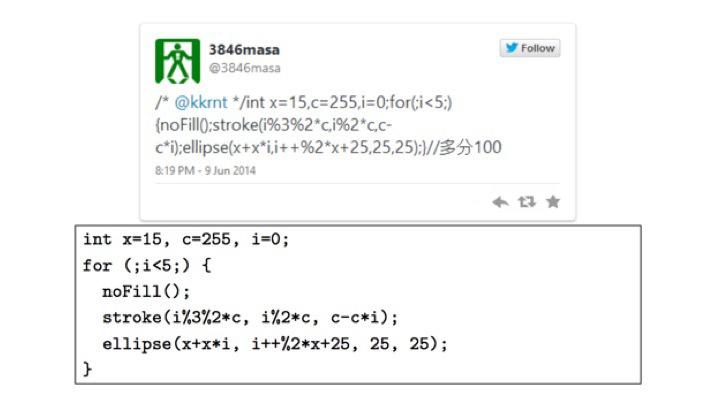 3846masa
Follow
@3846masa
/* @kkrnt */int x=15,c=255,i=0;for(;i<5;)
{noFill();stroke(i%3%2*c,i%2*c,c-
c*i);ellipse(x+x*i,i++%2*x+25,25,25);}//多分100
8:19 PM - 9 Jun 2014
int x=15, c=255, i=0;
for (;i<5;) {
  noFill();
  stroke(i%3%2*c, i%2*c, c-c*i);
  ellipse(x+x*i, i++%2*x+25, 25, 25);
}